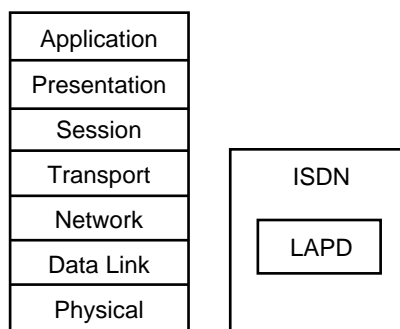 Application
Presentation
Session
Transport
Network
Data Link
Physical
ISDN
LAPD